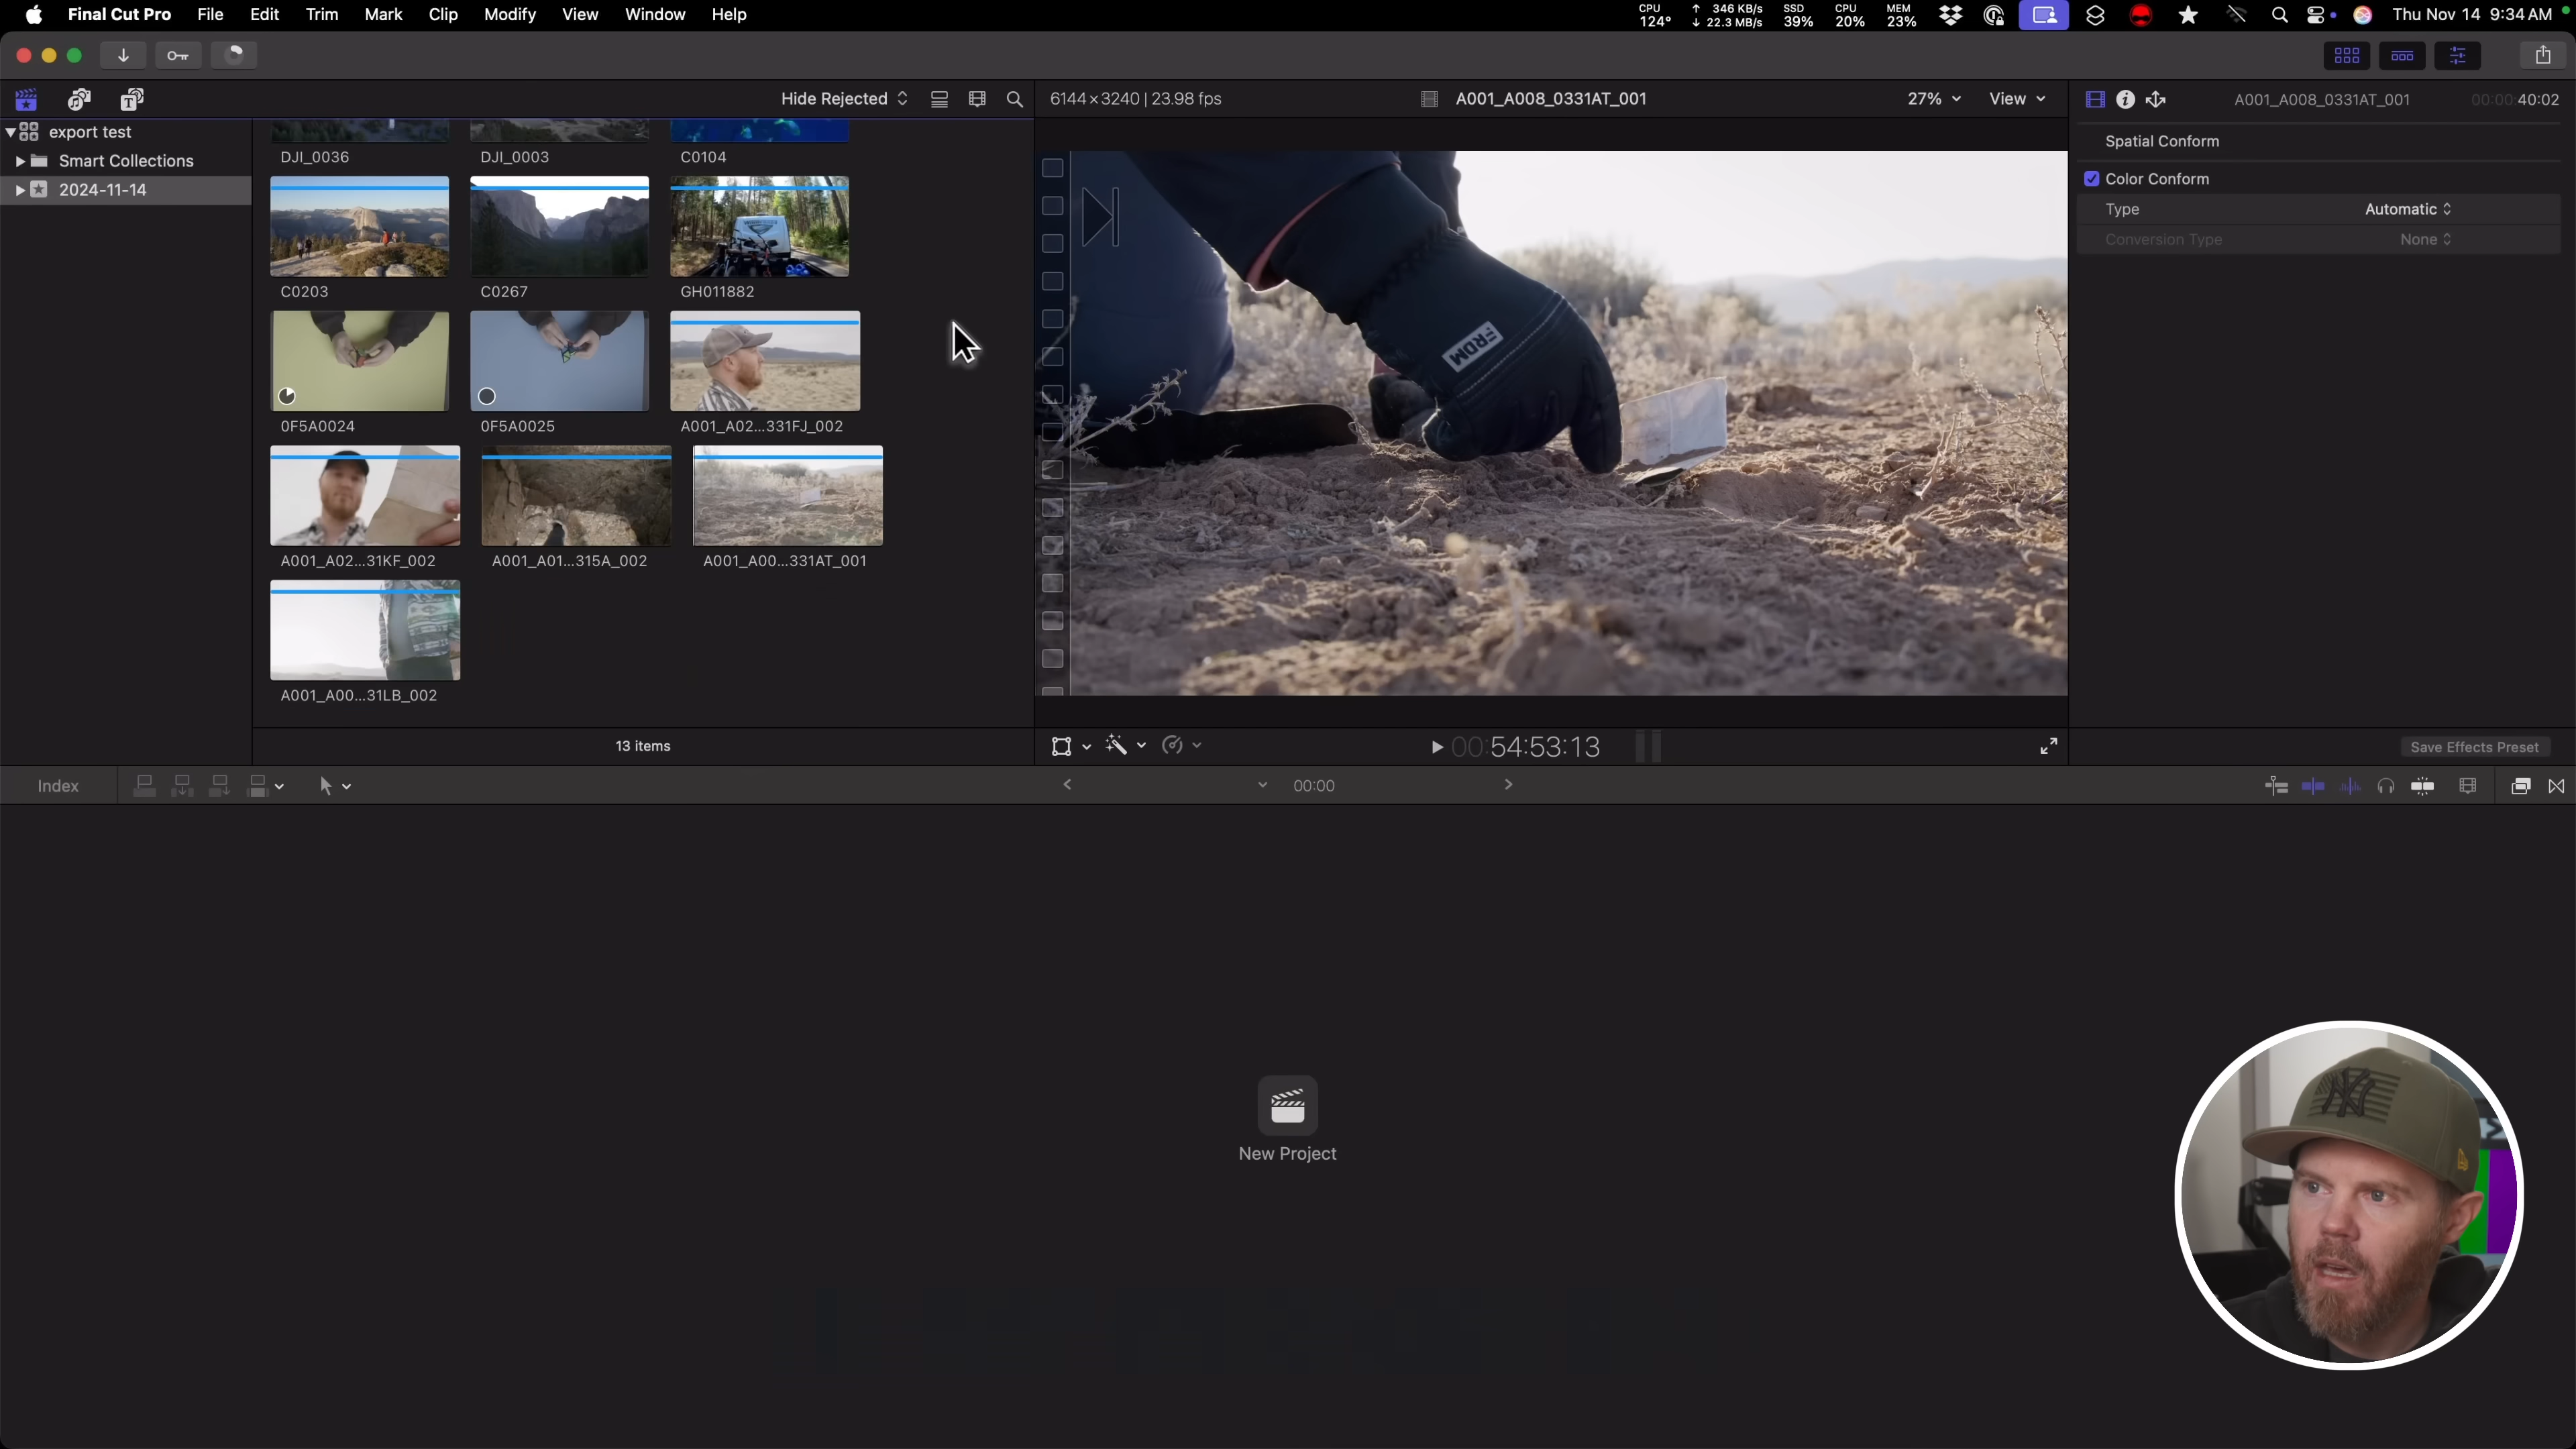 Final Cut Pro File Edit Trim Mark Clip Modify View Window Help
CPU 124° ↑ 346 KB/s ↓ 22.3 MB/s SSD 39% CPU 20% MEM 23% Thu Nov 14 9:34 AM
Hide Rejected
6144×3240 | 23.98 fps A001_A008_0331AT_001 27% View
A001_A008_0331AT_001 00:00:40:02
export test
Smart Collections
2024-11-14
DJI_0036 DJI_0003 C0104
C0203 C0267 GH011882
0F5A0024 0F5A0025 A001_A02...331FJ_002
A001_A02...31KF_002 A001_A01...315A_002 A001_A00...331AT_001
A001_A00...31LB_002
13 items
FROM
00:54:53:13
Spatial Conform
Color Conform
Type Automatic
Conversion Type None
Save Effects Preset
Index
00:00
New Project
NY